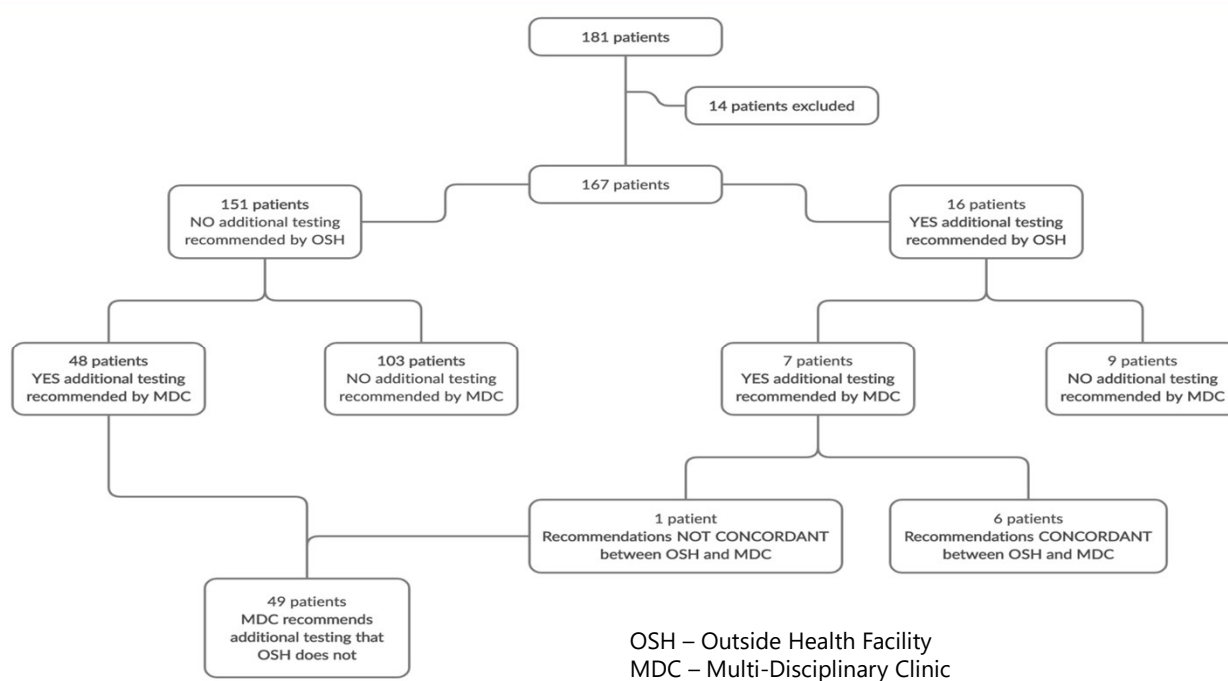 181 patients
14 patients excluded
167 patients
151 patients
NO additional testing
recommended by OSH
16 patients
YES additional testing
recommended by OSH
48 patients
YES additional testing
recommended by MDC
103 patients
NO additional testing
recommended by MDC
7 patients
YES additional testing
recommended by MDC
9 patients
NO additional testing
recommended by MDC
1 patient
Recommendations NOT CONCORDANT
between OSH and MDC
6 patients
Recommendations CONCORDANT
between OSH and MDC
49 patients
MDC recommends
additional testing that
OSH does not
OSH – Outside Health Facility
MDC – Multi-Disciplinary Clinic